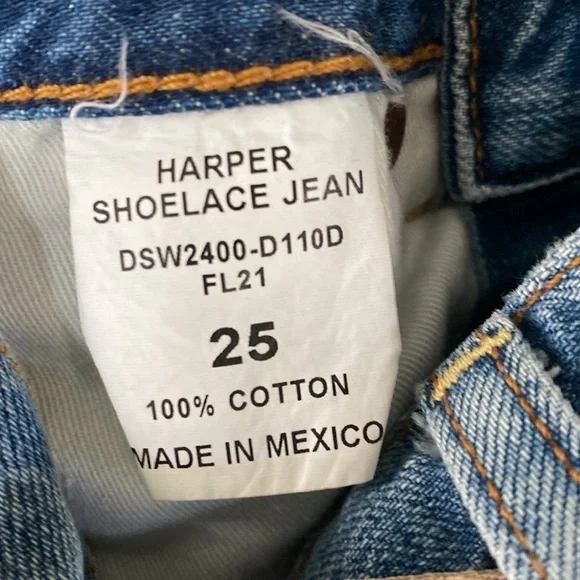 HARPER
SHOELACE JEAN
DSW2400-D110D
FL21
25
100% COTTON
MADE IN MEXICO